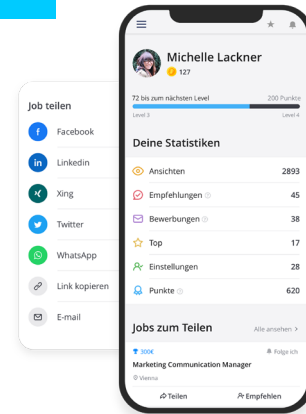 Job teilen
Facebook
Linkedin
Xing
Twitter
WhatsApp
Link kopieren
E-mail
Michelle Lackner
127
72 bis zum nächsten Level 200 Punkte
Level 3 Level 4
Deine Statistiken
Ansichten 2893
Empfehlungen 45
Bewerbungen 38
Top 17
Einstellungen 28
Punkte 620
Jobs zum Teilen Alle ansehen >
300€ Folge ich
Marketing Communication Manager
Vienna
Teilen Empfehlen